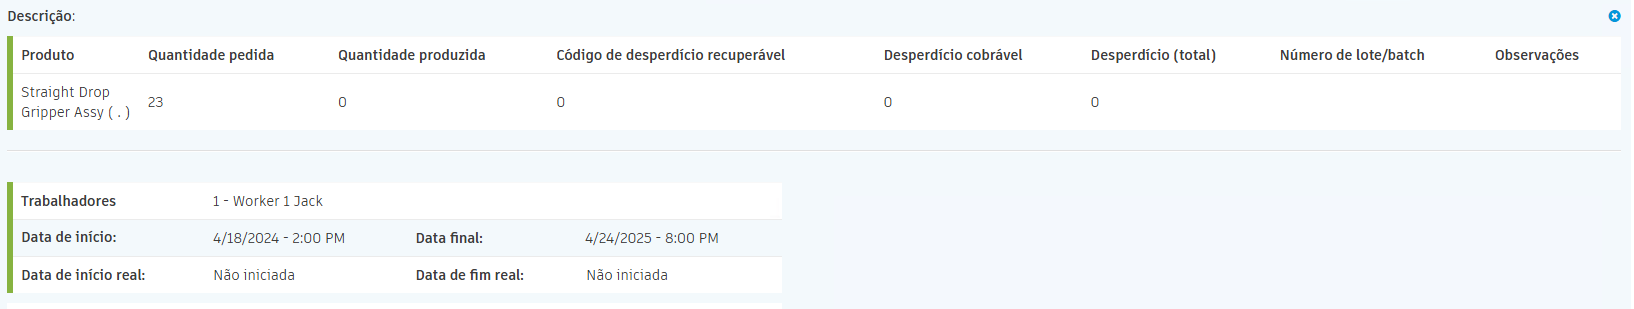 Descrição:
Produto Quantidade pedida Quantidade produzida Código de desperdício recuperável Desperdício cobrável Desperdício (total) Número de lote/batch Observações
Straight Drop
Gripper Assy ( . ) 23 0 0 0 0
Trabalhadores 1 - Worker 1 Jack
Data de início: 4/18/2024 - 2:00 PM Data final: 4/24/2025 - 8:00 PM
Data de início real: Não iniciada Data de fim real: Não iniciada